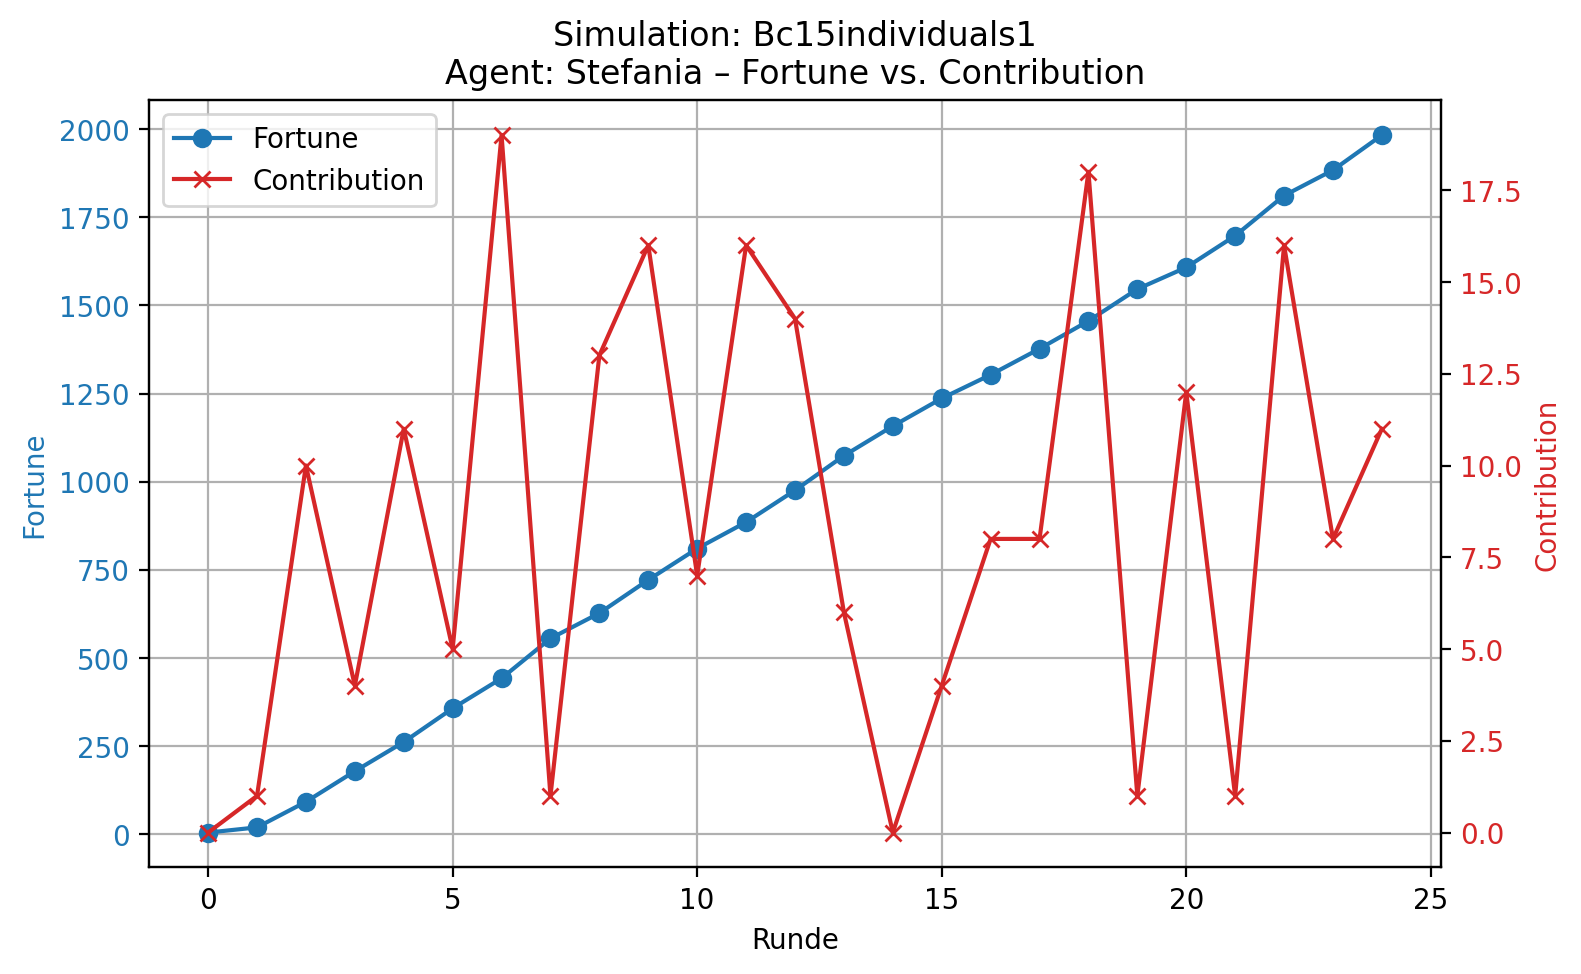 Simulation: Bc15individuals1
Agent: Stefania – Fortune vs. Contribution
Fortune
Contribution
2000
1750
1500
1250
1000
750
500
250
0
Fortune
17.5
15.0
12.5
10.0
7.5
5.0
2.5
0.0
Contribution
0 5 10 15 20 25
Runde